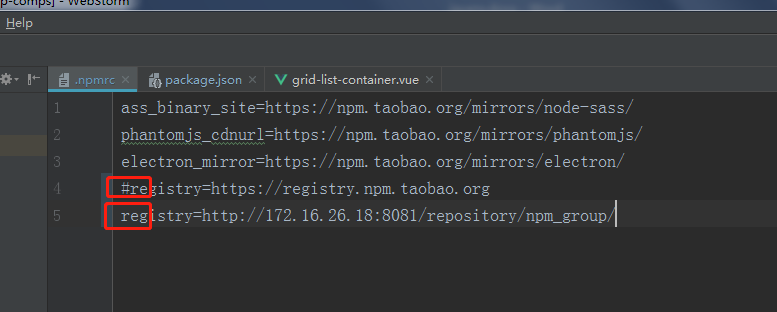 p-comps] - WebStorm
Help
.npmrc package.json grid-list-container.vue
1 ass_binary_site=https://npm.taobao.org/mirrors/node-sass/
2 phantomjs_cdnurl=https://npm.taobao.org/mirrors/phantomjs/
3 electron_mirror=https://npm.taobao.org/mirrors/electron/
4 #registry=https://registry.npm.taobao.org
5 registry=http://172.16.26.18:8081/repository/npm_group/